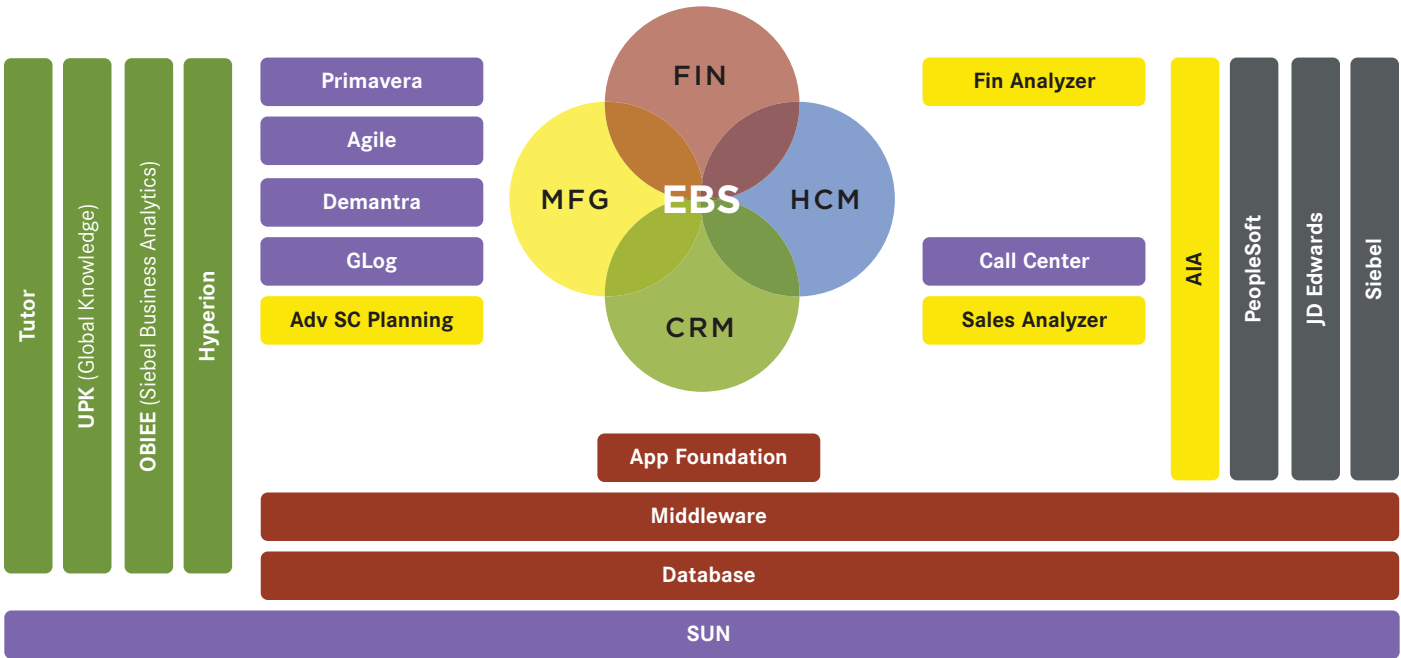 Tutor
UPK (Global Knowledge)
OBIEE (Siebel Business Analytics)
Hyperion
Primavera
Agile
Demantra
GLog
Adv SC Planning
FIN
MFG
EBS
HCM
CRM
Fin Analyzer
Call Center
Sales Analyzer
AIA
PeopleSoft
JD Edwards
Siebel
App Foundation
Middleware
Database
SUN